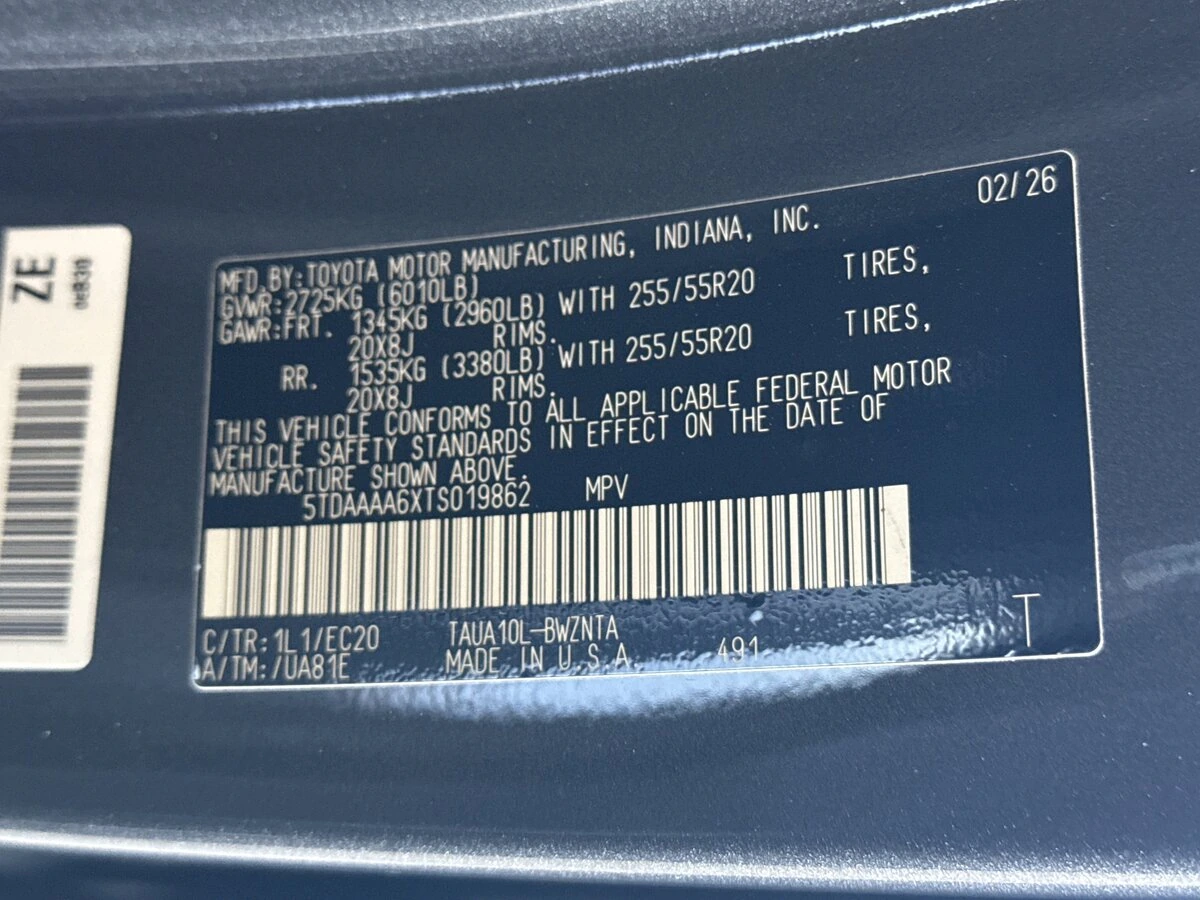 ZE
02/26
MFD.BY:TOYOTA MOTOR MANUFACTURING, INDIANA, INC.
GVWR:2725KG (6010LB)
GAWR:FRT. 1345KG (2960LB) WITH 255/55R20 TIRES,
20X8J RIMS.
RR. 1535KG (3380LB) WITH 255/55R20 TIRES,
20X8J RIMS.
THIS VEHICLE CONFORMS TO ALL APPLICABLE FEDERAL MOTOR
VEHICLE SAFETY STANDARDS IN EFFECT ON THE DATE OF
MANUFACTURE SHOWN ABOVE.
5TDAAAA6XTS019862 MPV
C/TR:1L1/EC20 TAUA10L-BWZNTA
A/TM:/UA81E MADE IN U.S.A. 491 T